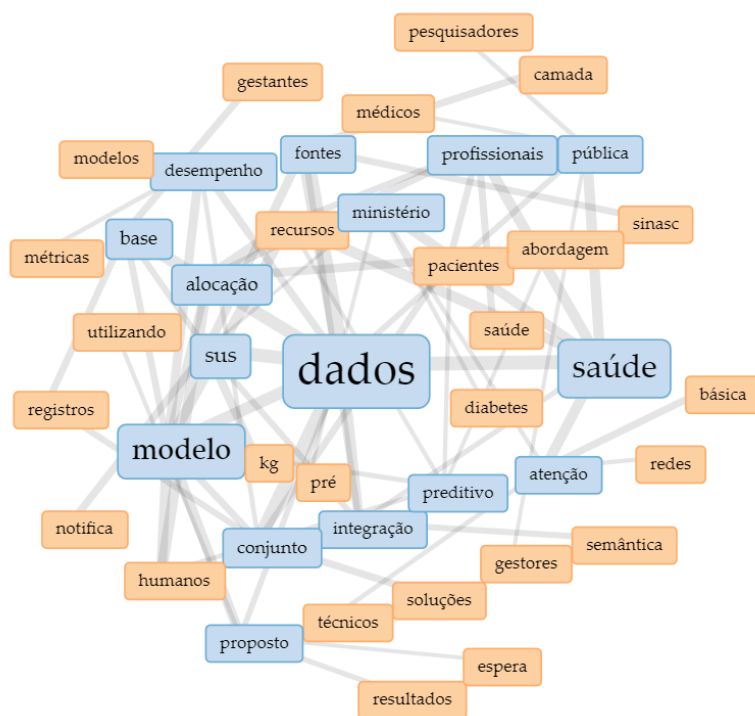 pesquisadores
camada
gestantes
médicos
modelos
desempenho
fontes
profissionais
pública
base
recursos
ministério
sinasc
métricas
alocação
pacientes
abordagem
utilizando
sus
dados
saúde
saúde
registros
diabetes
básica
modelo
kg
pré
preditivo
atenção
redes
notifica
conjunto
integração
semântica
humanos
gestores
soluções
técnicos
proposto
espera
resultados